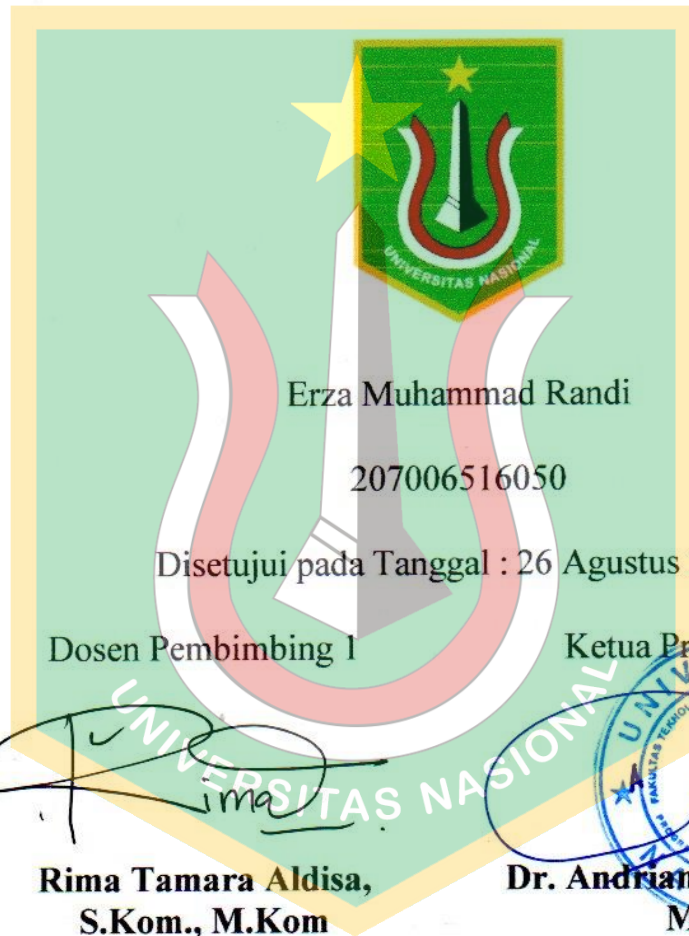 UNIVERSITAS NASIONAL
Erza Muhammad Randi
207006516050
Disetujui pada Tanggal : 26 Agustus
Dosen Pembimbing 1
Ketua
UNIVERSITAS NASIONAL
FAKULTAS
Rima
Rima Tamara Aldisa,
S.Kom., M.Kom
Dr.